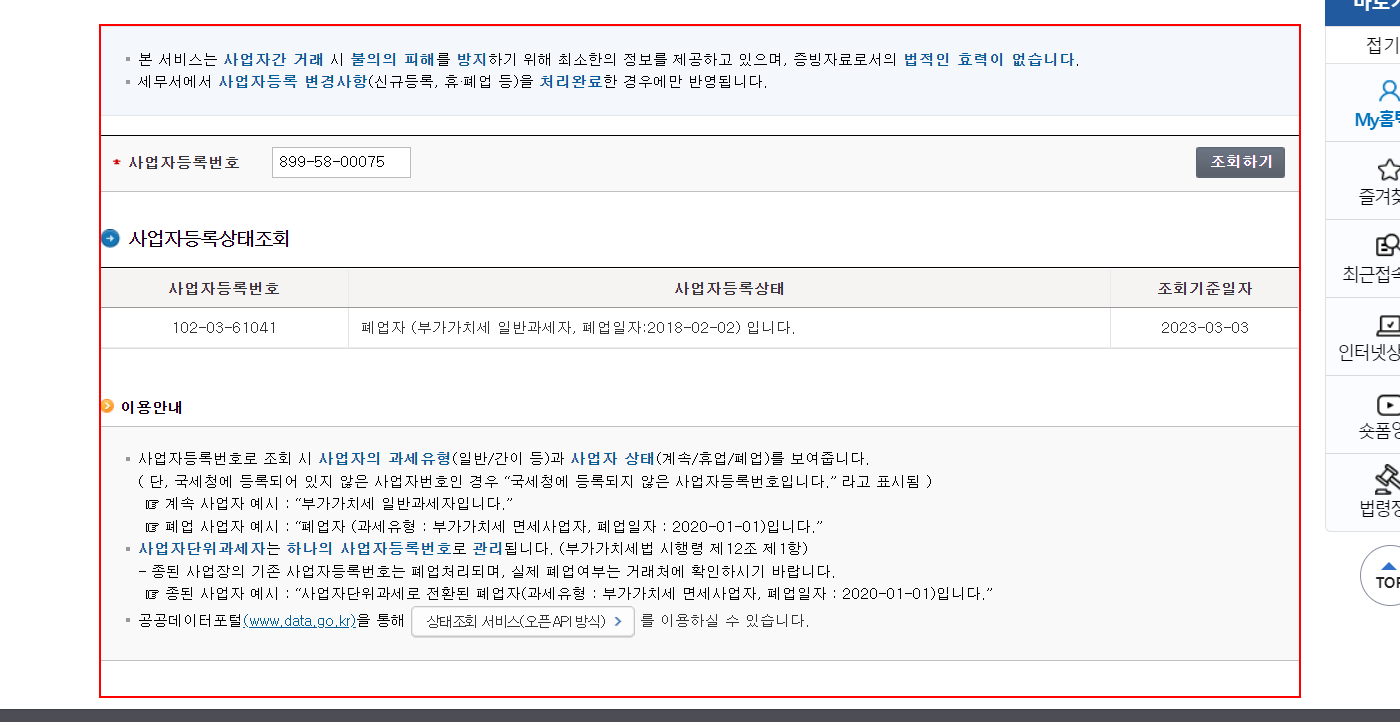 본 서비스는 사업자간 거래 시 불의의 피해를 방지하기 위해 최소한의 정보를 제공하고 있으며, 증빙자료로서의 법적인 효력이 없습니다.
세무서에서 사업자등록 변경사항(신규등록, 휴·폐업 등)을 처리완료한 경우에만 반영됩니다.
* 사업자등록번호 899-58-00075 조회하기
사업자등록상태조회
사업자등록번호 사업자등록상태 조회기준일자
102-03-61041 폐업자 (부가가치세 일반과세자, 폐업일자:2018-02-02) 입니다. 2023-03-03
이용안내
사업자등록번호로 조회 시 사업자의 과세유형(일반/간이 등)과 사업자 상태(계속/휴업/폐업)를 보여줍니다.
( 단, 국세청에 등록되어 있지 않은 사업자번호인 경우 “국세청에 등록되지 않은 사업자등록번호입니다.” 라고 표시됨 )
☞ 계속 사업자 예시 : “부가가치세 일반과세자입니다.”
☞ 폐업 사업자 예시 : “폐업자 (과세유형 : 부가가치세 면세사업자, 폐업일자 : 2020-01-01)입니다.”
사업자단위과세자는 하나의 사업자등록번호로 관리됩니다. (부가가치세법 시행령 제12조 제1항)
- 종된 사업장의 기존 사업자등록번호는 폐업처리되며, 실제 폐업여부는 거래처에 확인하시기 바랍니다.
☞ 종된 사업자 예시 : “사업자단위과세로 전환된 폐업자(과세유형 : 부가가치세 면세사업자, 폐업일자 : 2020-01-01)입니다.”
공공데이터포털(www.data.go.kr)을 통해 상태조회 서비스(오픈API 방식) > 를 이용하실 수 있습니다.
접기
My홈
즐겨
최근접
인터넷
숏폼
법령
TOP